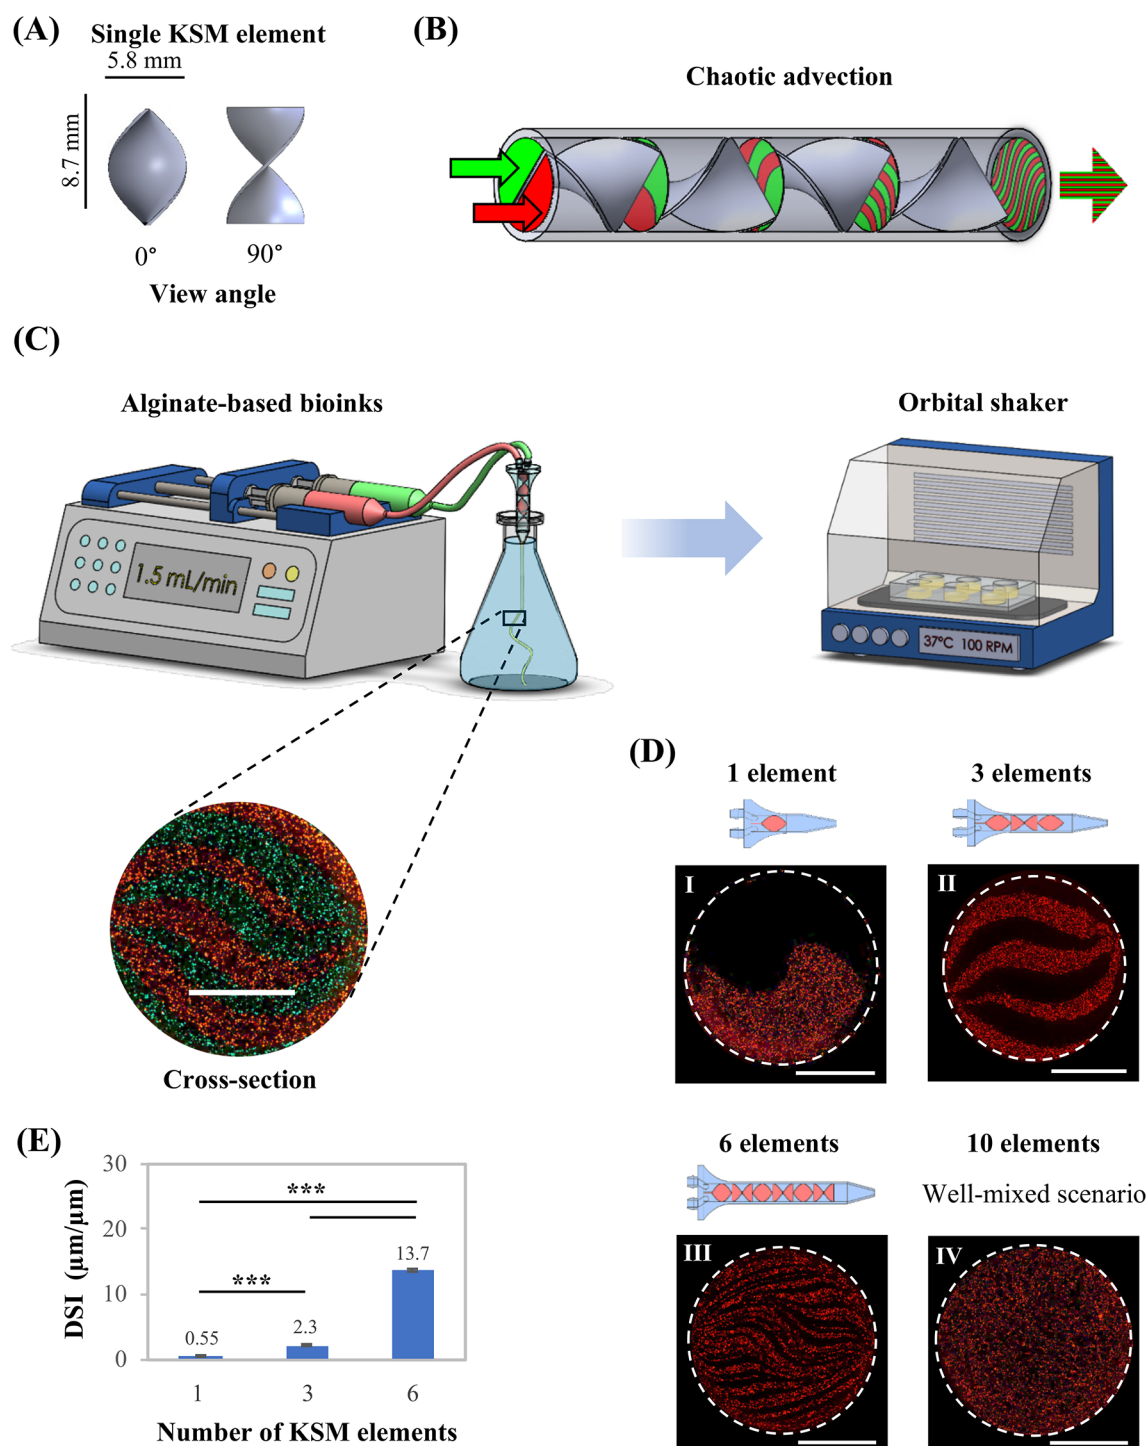 (A)
Single KSM element
5.8 mm
8.7 mm
0°
90°
View angle
(B)
Chaotic advection
(C)
Alginate-based bioinks
1.5 mL/min
Orbital shaker
37°C 100 RPM
Cross-section
(D)
1 element
3 elements
I
II
6 elements
10 elements
Well-mixed scenario
III
IV
(E)
DSI (μm/μm)
30
20
10
0
***
***
0.55
2.3
13.7
1
3
6
Number of KSM elements